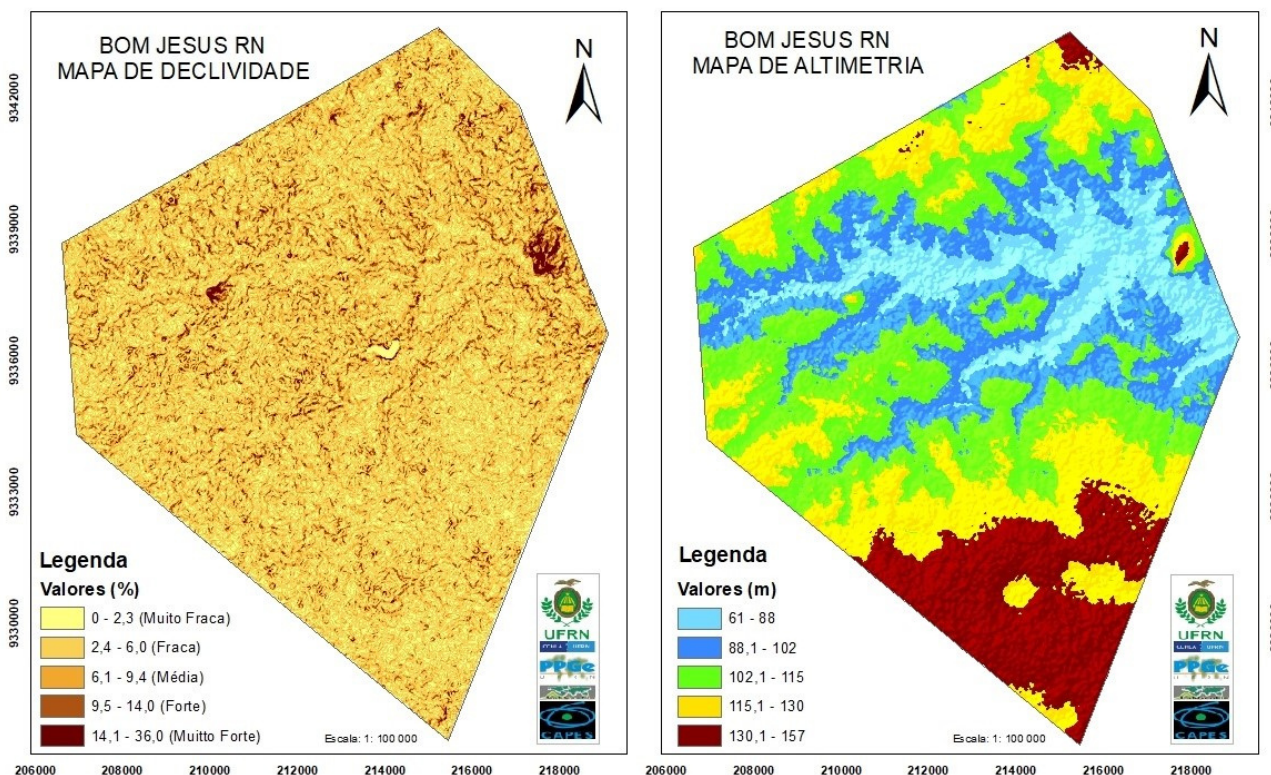 BOM JESUS RN
MAPA DE DECLIVIDADE
N
9342000
9339000
9336000
9333000
9330000
Legenda
Valores (%)
0 - 2,3 (Muito Fraca)
2,4 - 6,0 (Fraca)
6,1 - 9,4 (Média)
9,5 - 14,0 (Forte)
14,1 - 36,0 (Muitto Forte)
Escala: 1: 100 000
UFRN
CCHLA UFRN
PPGe
CAPES
206000 208000 210000 212000 214000 216000 218000
BOM JESUS RN
MAPA DE ALTIMETRIA
N
Legenda
Valores (m)
61 - 88
88,1 - 102
102,1 - 115
115,1 - 130
130,1 - 157
Escala: 1: 100 000
UFRN
CCHLA UFRN
PPGe
CAPES
206000 208000 210000 212000 214000 216000 218000